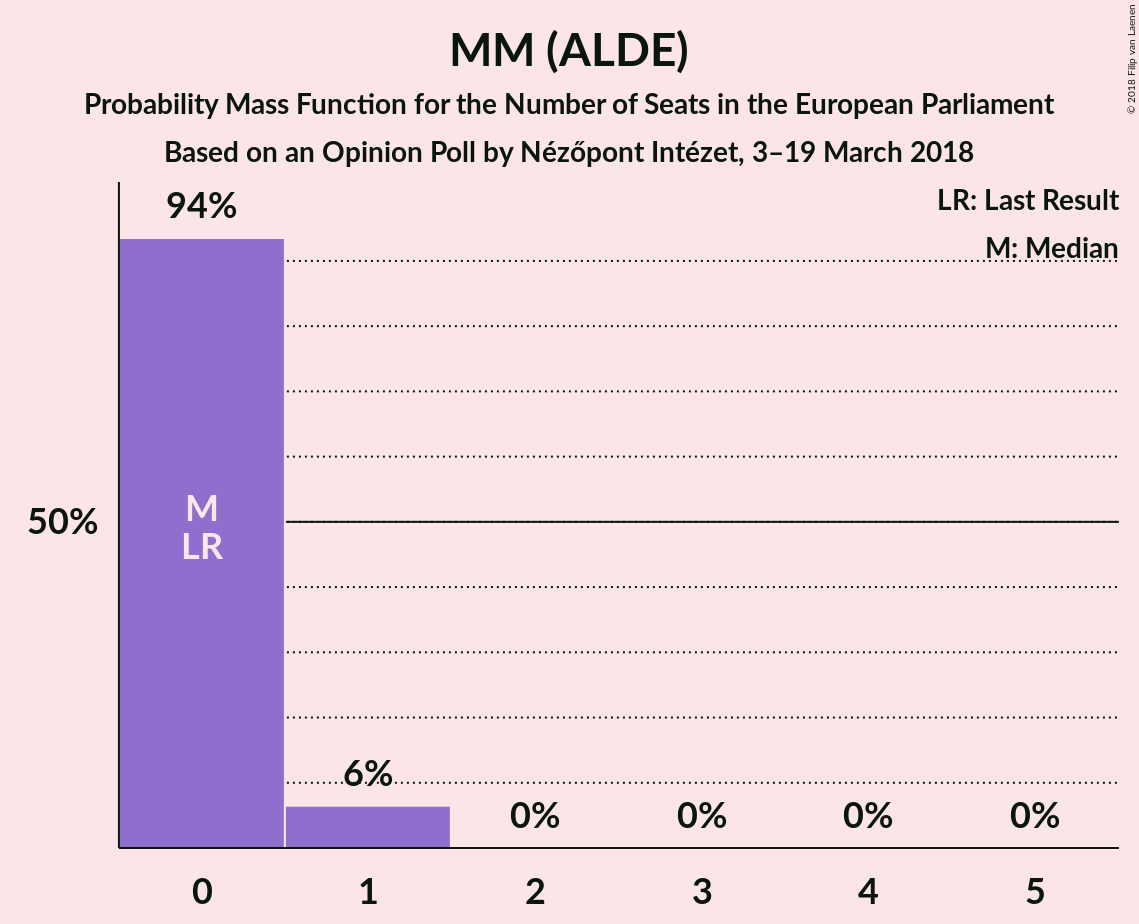 MM (ALDE)
Probability Mass Function for the Number of Seats in the European Parliament
Based on an Opinion Poll by Nézőpont Intézet, 3–19 March 2018
© 2018 Filip van Laenen
LR: Last Result
M: Median
94%
50%
M
LR
6%
0%
0%
0%
0%
0
1
2
3
4
5